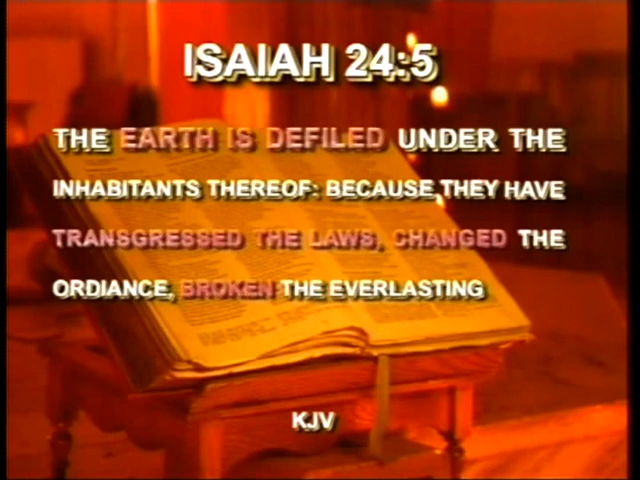 ISAIAH 24:5
THE EARTH IS DEFILED UNDER THE
INHABITANTS THEREOF: BECAUSE THEY HAVE
TRANSGRESSED THE LAWS, CHANGED THE
ORDIANCE, BROKEN THE EVERLASTING
KJV